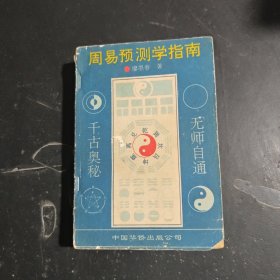 周易预测学指南
著
千古奥秘
无师自通
中国华侨出版公司